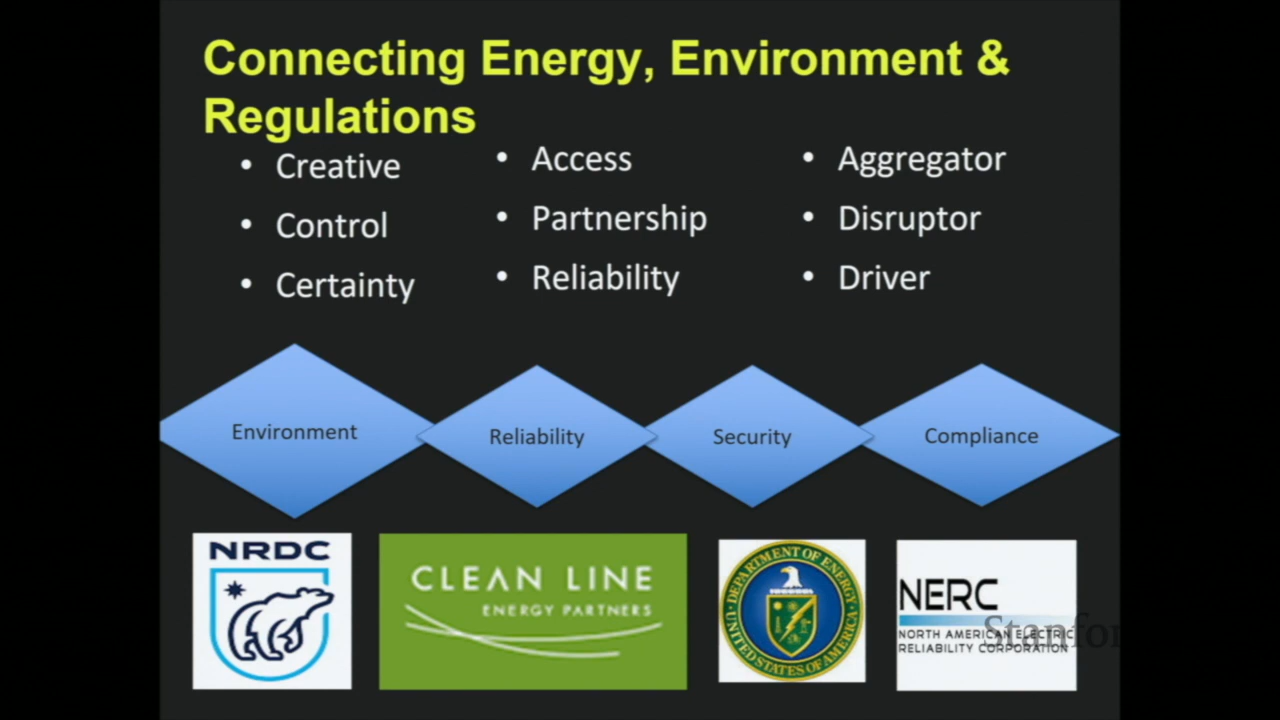 Connecting Energy, Environment &
Regulations
• Creative
• Control
• Certainty
• Access
• Partnership
• Reliability
• Aggregator
• Disruptor
• Driver
Environment
Reliability
Security
Compliance
NRDC
CLEAN LINE
ENERGY PARTNERS
DEPARTMENT OF ENERGY
UNITED STATES OF AMERICA
NERC
NORTH AMERICAN ELECTRIC
RELIABILITY CORPORATION
Stanfor